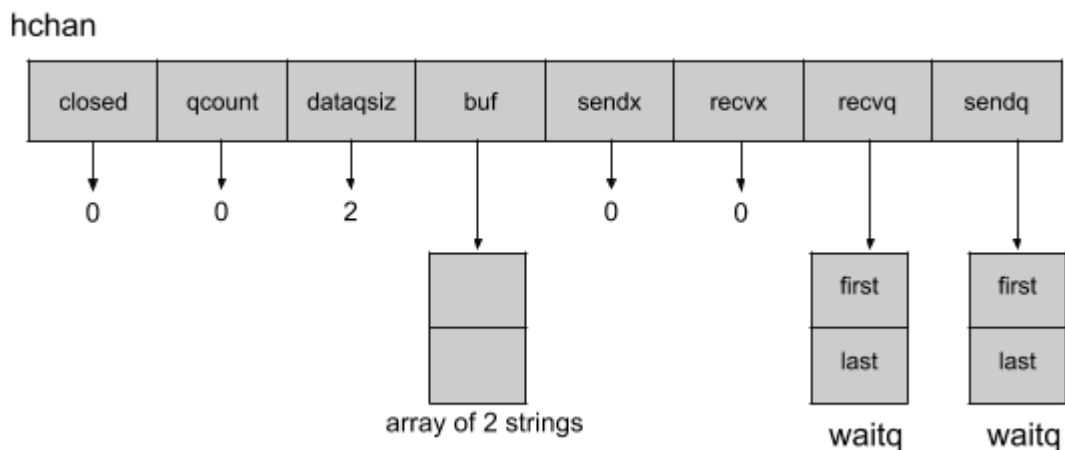 hchan
closed qcount dataqsiz buf sendx recvx recvq sendq
0 0 2 0 0
first first
last last
array of 2 strings
waitq waitq